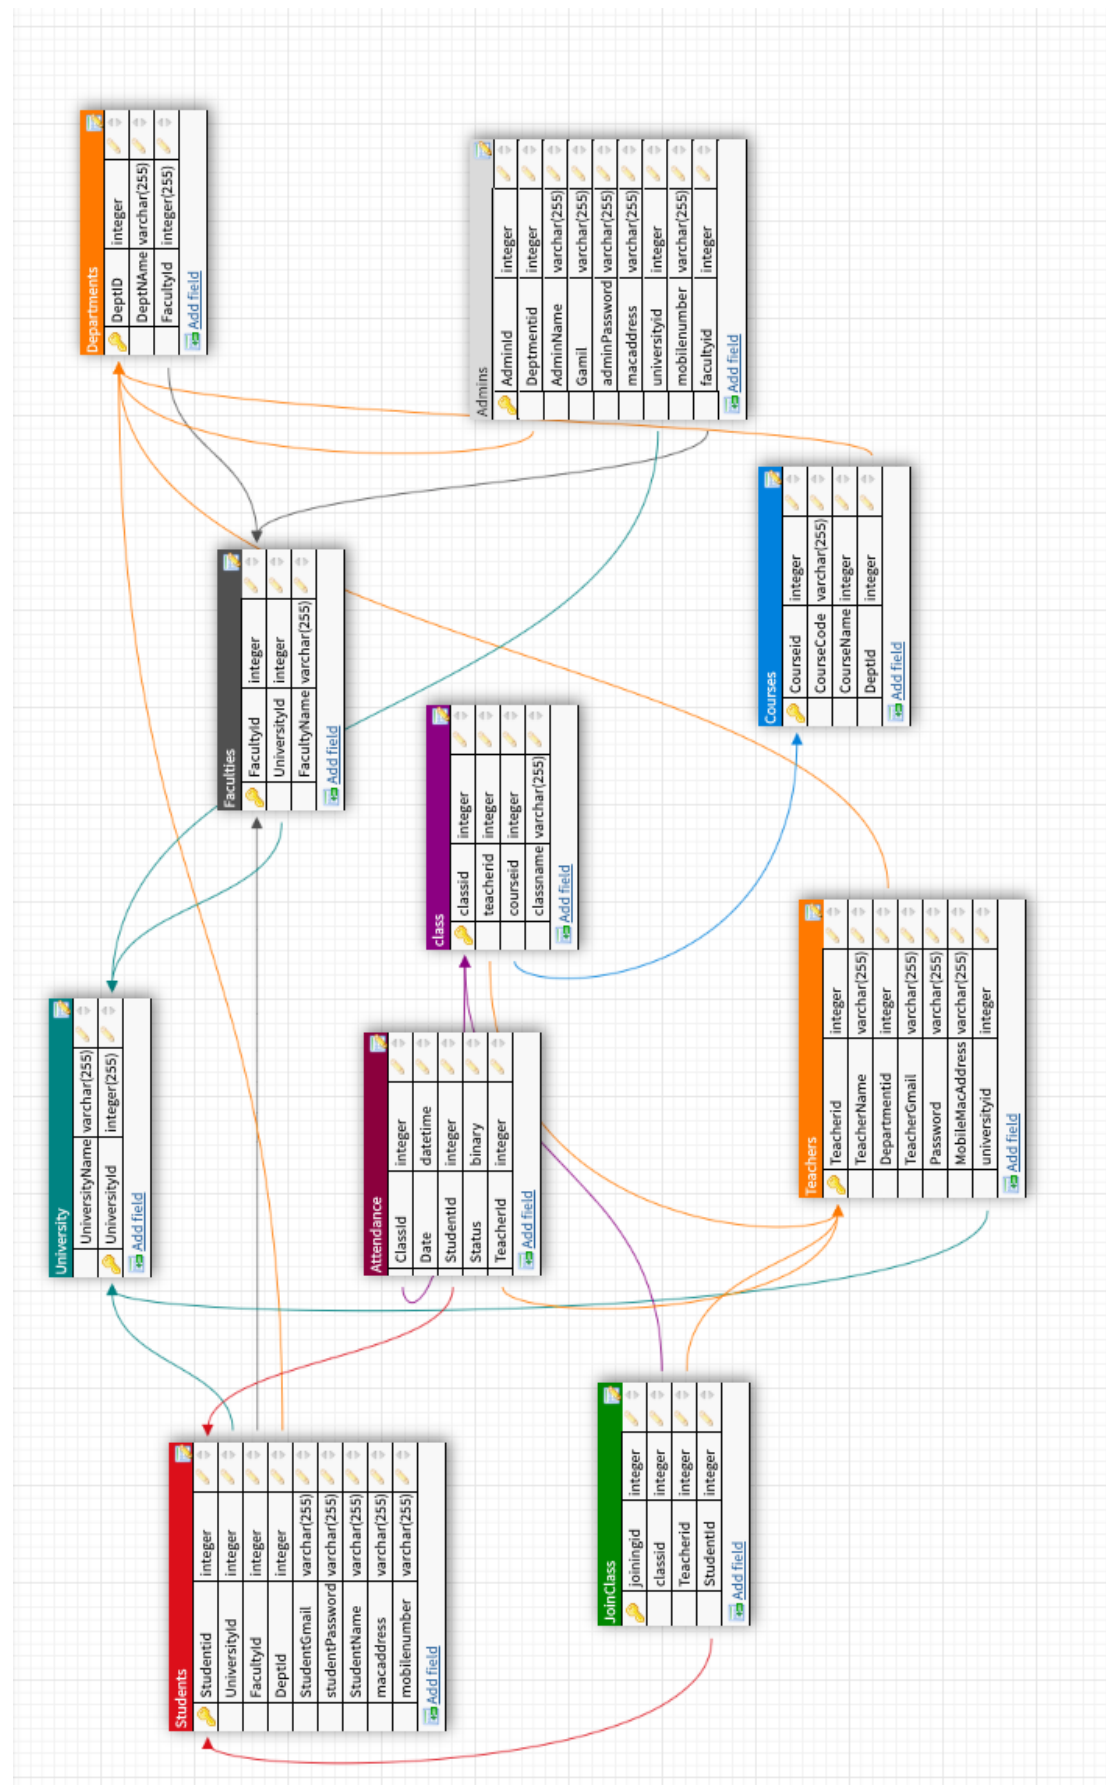 Students
Studentid integer
UniversityId integer
FacultyId integer
DeptId integer
StudentGmail varchar(255)
studentPassword varchar(255)
StudentName varchar(255)
macaddress varchar(255)
mobilenumber varchar(255)
Add field
University
UniversityName varchar(255)
UniversityId integer(255)
Add field
Faculties
FacultyId integer
UniversityId integer
FacultyName varchar(255)
Add field
Departments
DeptID integer
DeptNAme varchar(255)
FacultyId integer(255)
Add field
Attendance
ClassId integer
Date datetime
StudentId integer
Status binary
TeacherId integer
Add field
class
classid integer
teacherid integer
courseid integer
classname varchar(255)
Add field
Admins
AdminId integer
Deptmentid integer
AdminName varchar(255)
Gamil varchar(255)
adminPassword varchar(255)
macaddress varchar(255)
universityid integer
mobilenumber varchar(255)
facultyid integer
Add field
JoinClass
joiningid integer
classid integer
Teacherid integer
StudentId integer
Add field
Teachers
Teacherid integer
TeacherName varchar(255)
Departmentid integer
TeacherGmail varchar(255)
Password varchar(255)
MobileMacAddress varchar(255)
universityid integer
Add field
Courses
Courseid integer
CourseCode varchar(255)
CourseName integer
DeptId integer
Add field